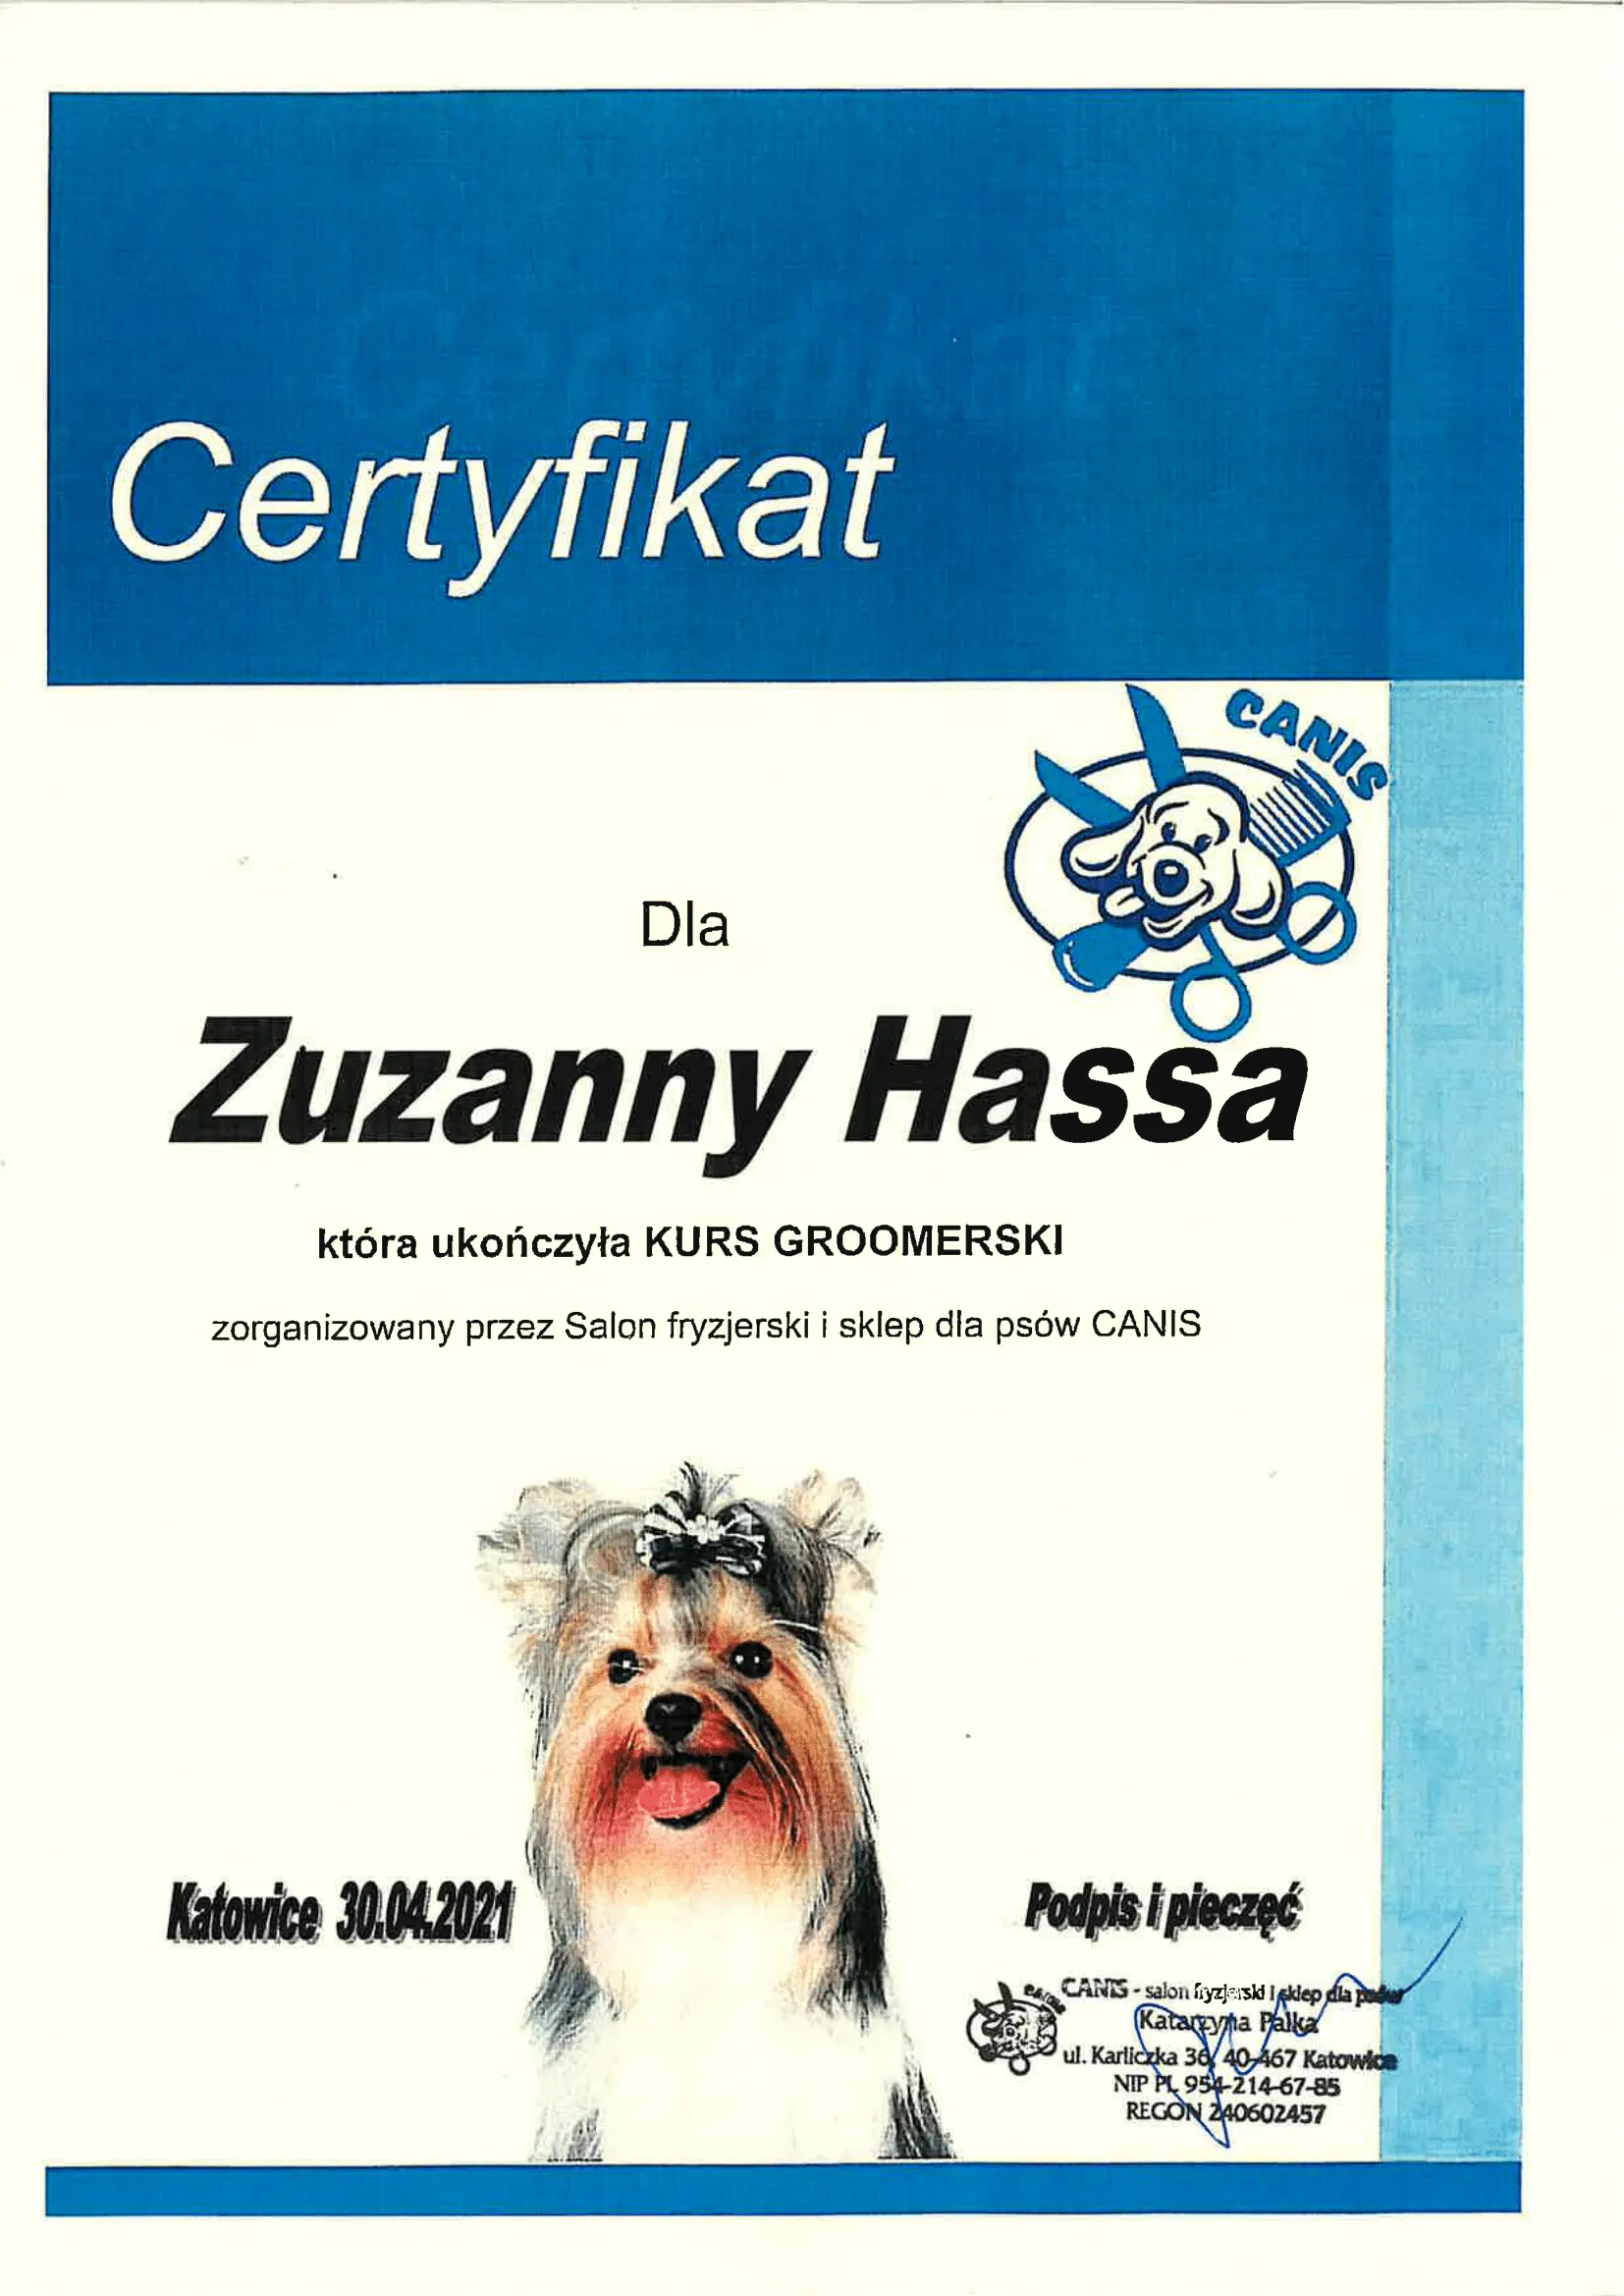 Certyfikat
CANIS
Dla
Zuzanny Hassa
która ukończyła KURS GROOMERSKI
zorganizowany przez Salon fryzjerski i sklep dla psów CANIS
Katowice 30.04.2021
Podpis i pieczęć
CANIS - salon fryzjerski i sklep dla psów
Katarzyna Palka
ul. Karliczka 36, 40-467 Katowice
NIP PL 954-214-67-85
REGON 240602457